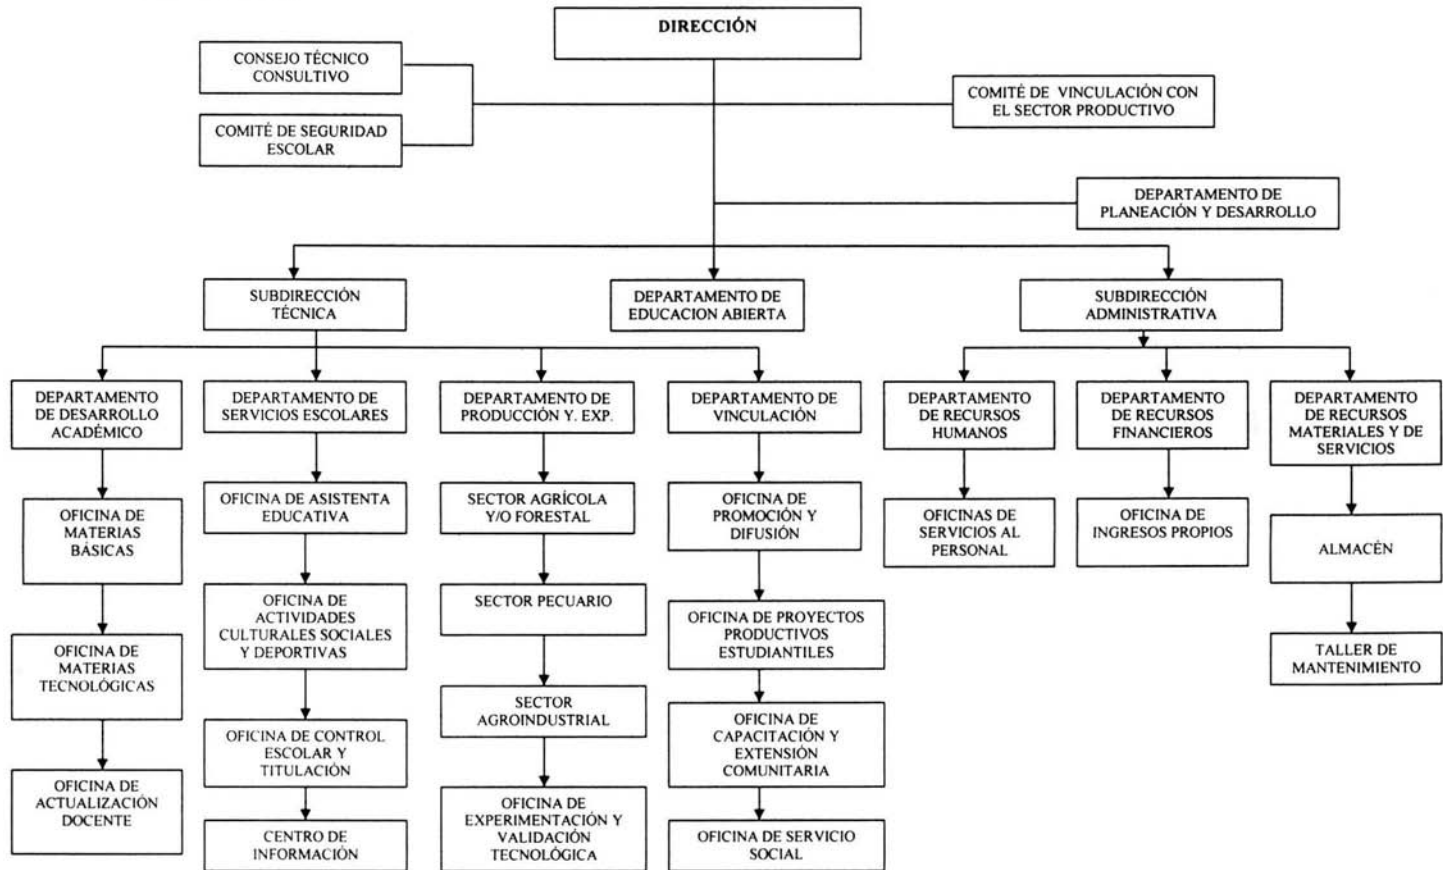 DIRECCIÓN
CONSEJO TÉCNICO
CONSULTIVO
COMITÉ DE VINCULACIÓN CON
EL SECTOR PRODUCTIVO
COMITÉ DE SEGURIDAD
ESCOLAR
DEPARTAMENTO DE
PLANEACIÓN Y DESARROLLO
SUBDIRECCIÓN
TÉCNICA
DEPARTAMENTO DE
EDUCACION ABIERTA
SUBDIRECCIÓN
ADMINISTRATIVA
DEPARTAMENTO
DE DESARROLLO
ACADÉMICO
DEPARTAMENTO DE
SERVICIOS ESCOLARES
DEPARTAMENTO DE
PRODUCCIÓN Y. EXP.
DEPARTAMENTO DE
VINCULACIÓN
DEPARTAMENTO
DE RECURSOS
HUMANOS
DEPARTAMENTO
DE RECURSOS
FINANCIEROS
DEPARTAMENTO
DE RECURSOS
MATERIALES Y DE
SERVICIOS
OFICINA DE
MATERIAS
BÁSICAS
OFICINA DE ASISTENTA
EDUCATIVA
SECTOR AGRÍCOLA
Y/O FORESTAL
OFICINA DE
PROMOCIÓN Y
DIFUSIÓN
OFICINAS DE
SERVICIOS AL
PERSONAL
OFICINA DE
INGRESOS PROPIOS
ALMACÉN
OFICINA DE
MATERIAS
TECNOLÓGICAS
OFICINA DE
ACTIVIDADES
CULTURALES SOCIALES
Y DEPORTIVAS
SECTOR PECUARIO
OFICINA DE PROYECTOS
PRODUCTIVOS
ESTUDIANTILES
TALLER DE
MANTENIMIENTO
OFICINA DE
ACTUALIZACIÓN
DOCENTE
OFICINA DE CONTROL
ESCOLAR Y
TITULACIÓN
SECTOR
AGROINDUSTRIAL
OFICINA DE
CAPACITACIÓN Y
EXTENSIÓN
COMUNITARIA
CENTRO DE
INFORMACIÓN
OFICINA DE
EXPERIMENTACIÓN Y
VALIDACIÓN
TECNOLÓGICA
OFICINA DE SERVICIO
SOCIAL